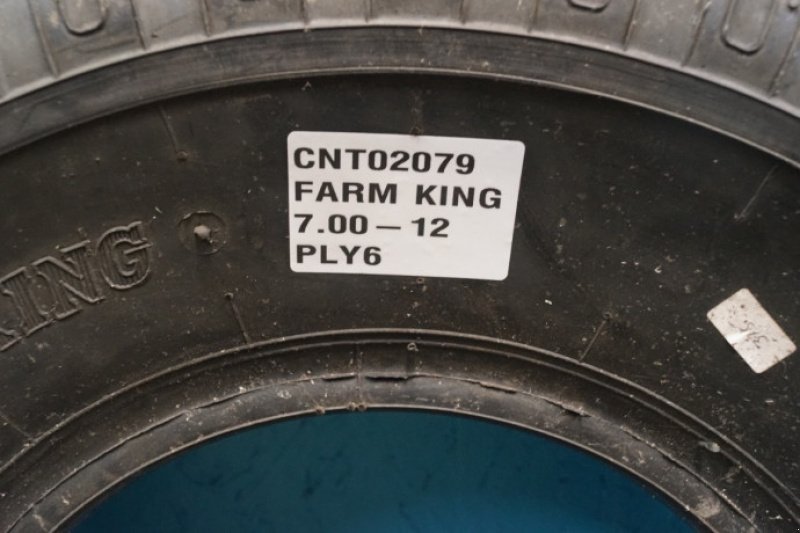 CNT02079
FARM KING
7.00 – 12
PLY6
KING